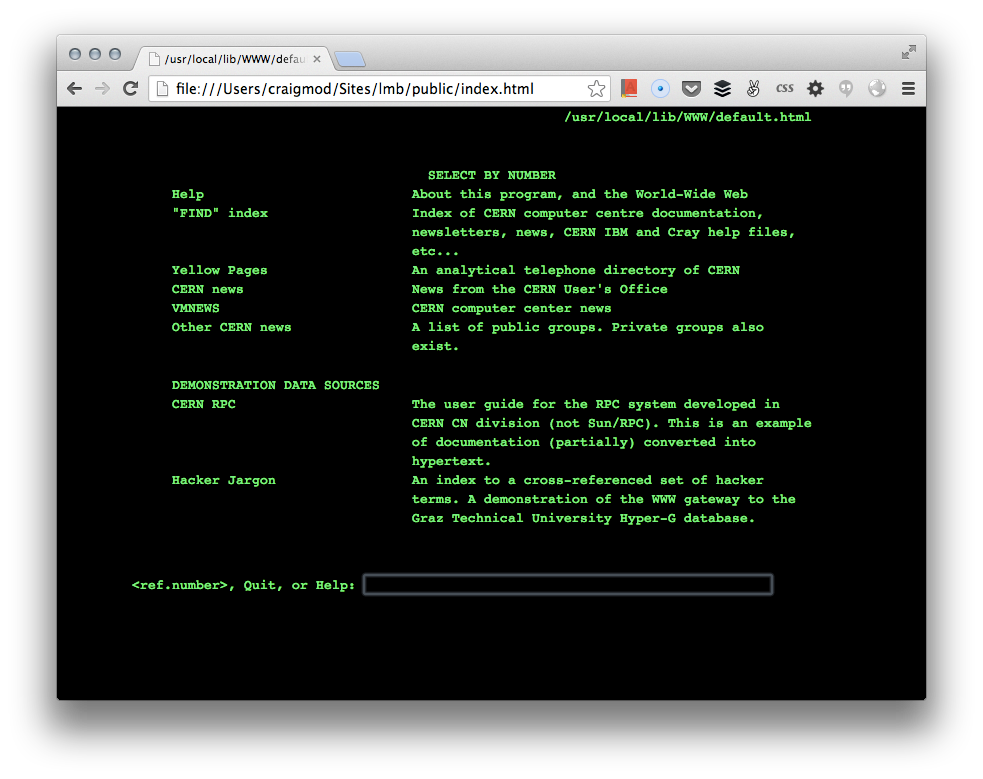 /usr/local/lib/WWW/defau
file:///Users/craigmod/Sites/lmb/public/index.html
css
/usr/local/lib/WWW/default.html
SELECT BY NUMBER
Help About this program, and the World-Wide Web
"FIND" index Index of CERN computer centre documentation,
newsletters, news, CERN IBM and Cray help files,
etc...
Yellow Pages An analytical telephone directory of CERN
CERN news News from the CERN User's Office
VMNEWS CERN computer center news
Other CERN news A list of public groups. Private groups also
exist.
DEMONSTRATION DATA SOURCES
CERN RPC The user guide for the RPC system developed in
CERN CN division (not Sun/RPC). This is an example
of documentation (partially) converted into
hypertext.
Hacker Jargon An index to a cross-referenced set of hacker
terms. A demonstration of the WWW gateway to the
Graz Technical University Hyper-G database.
<ref.number>, Quit, or Help: